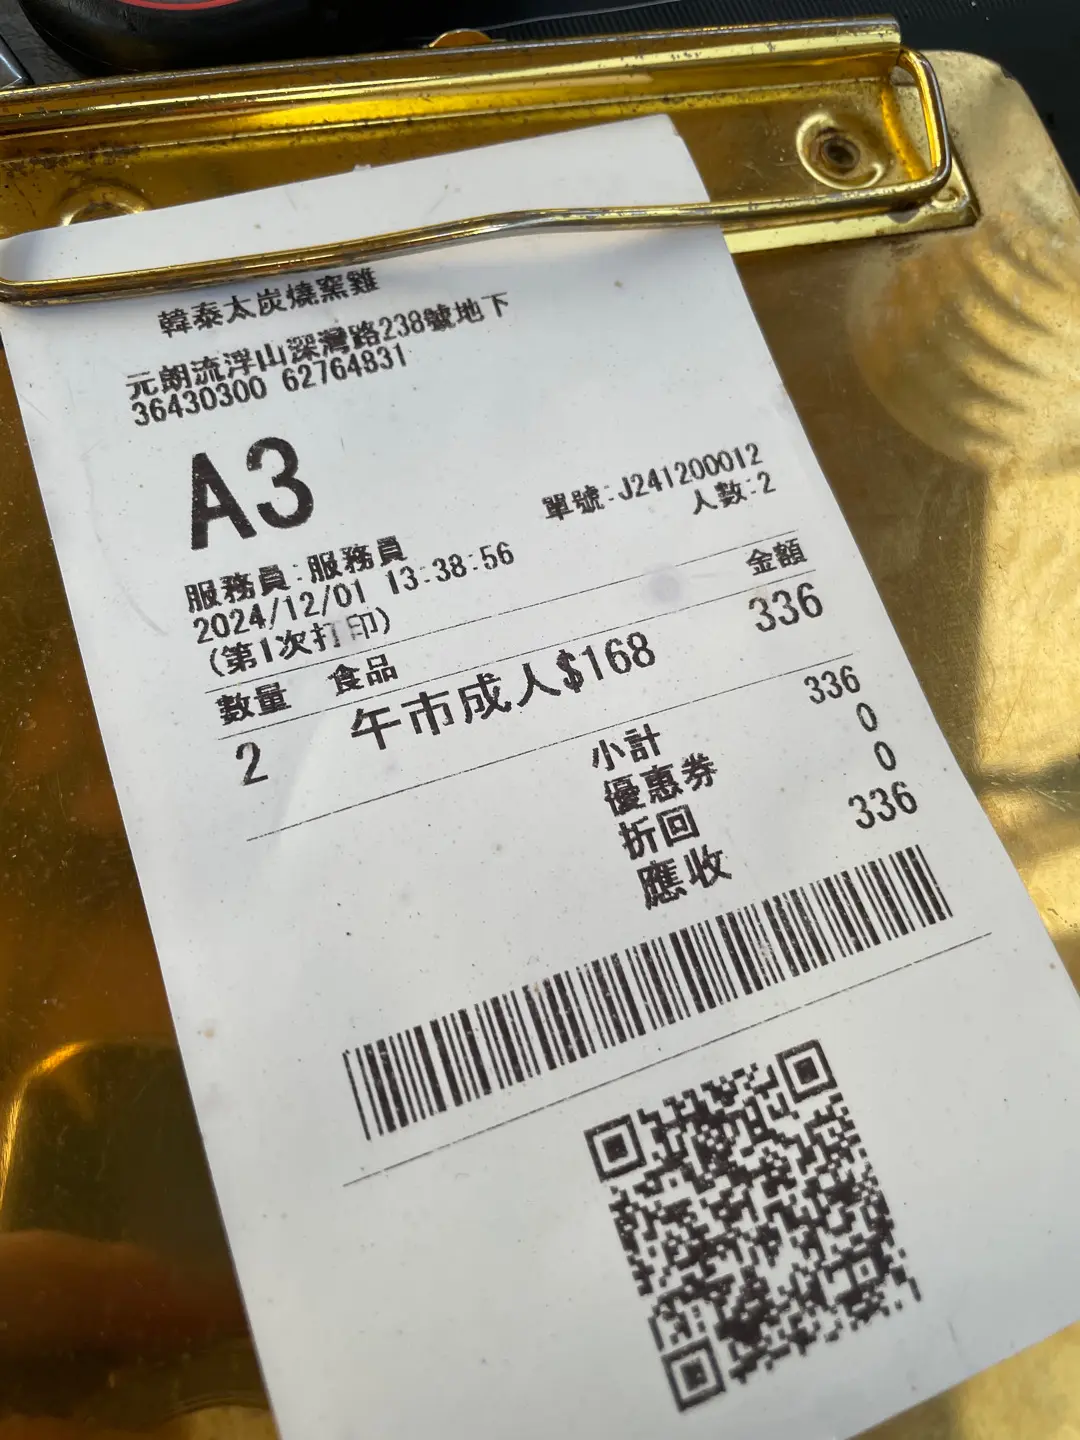 韓泰太炭燒窯雞
元朗流浮山深灣路238號地下
36430300 62764831
A3
單號:J241200012
人數:2
服務員:服務員
2024/12/01 13:38:56
(第1次打印)
數量 食品 金額
2 午市成人$168 336
小計 336
優惠券 0
折回 0
應收 336